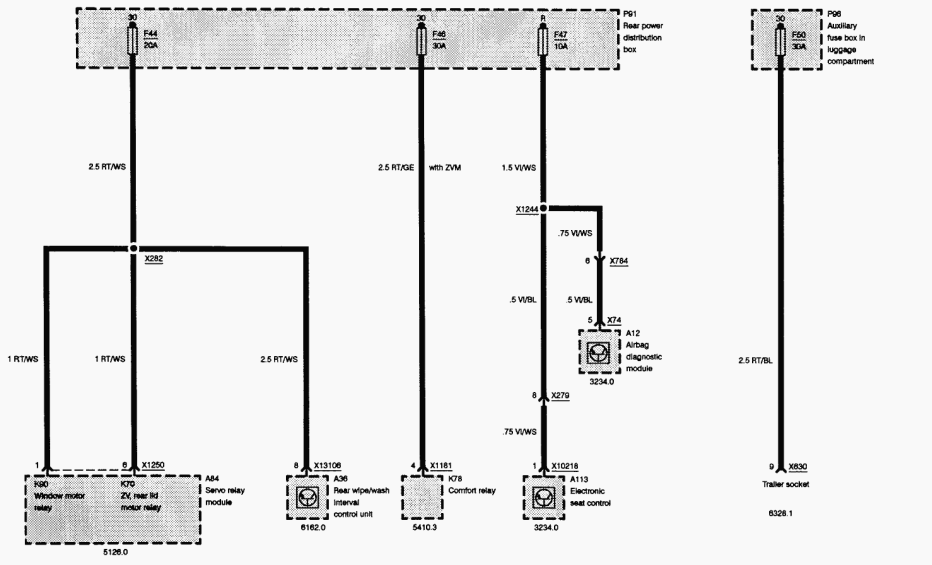 30
F44
20A
30
F46
30A
R
F47
10A
P91
Rear power
distribution
box
30
F50
30A
P96
Auxiliary
fuse box in
luggage
compartment
2.5 RT/WS
2.5 RT/GE
with ZVM
1.5 VI/WS
X1244
.75 VI/WS
X282
6
X784
.5 VI/BL
.5 VI/BL
5
X74
A12
Airbag
diagnostic
module
3234.0
1 RT/WS
1 RT/WS
2.5 RT/WS
2.5 RT/BL
8
X279
.75 VI/WS
1
6
X1250
8
X13106
4
X1181
1
X10218
9
X630
K90
Window motor
relay
K70
ZV, rear lid
motor relay
A84
Servo relay
module
5126.0
A36
Rear wipe/wash
interval
control unit
6162.0
K78
Comfort relay
5410.3
A113
Electronic
seat control
3234.0
Trailer socket
6328.1